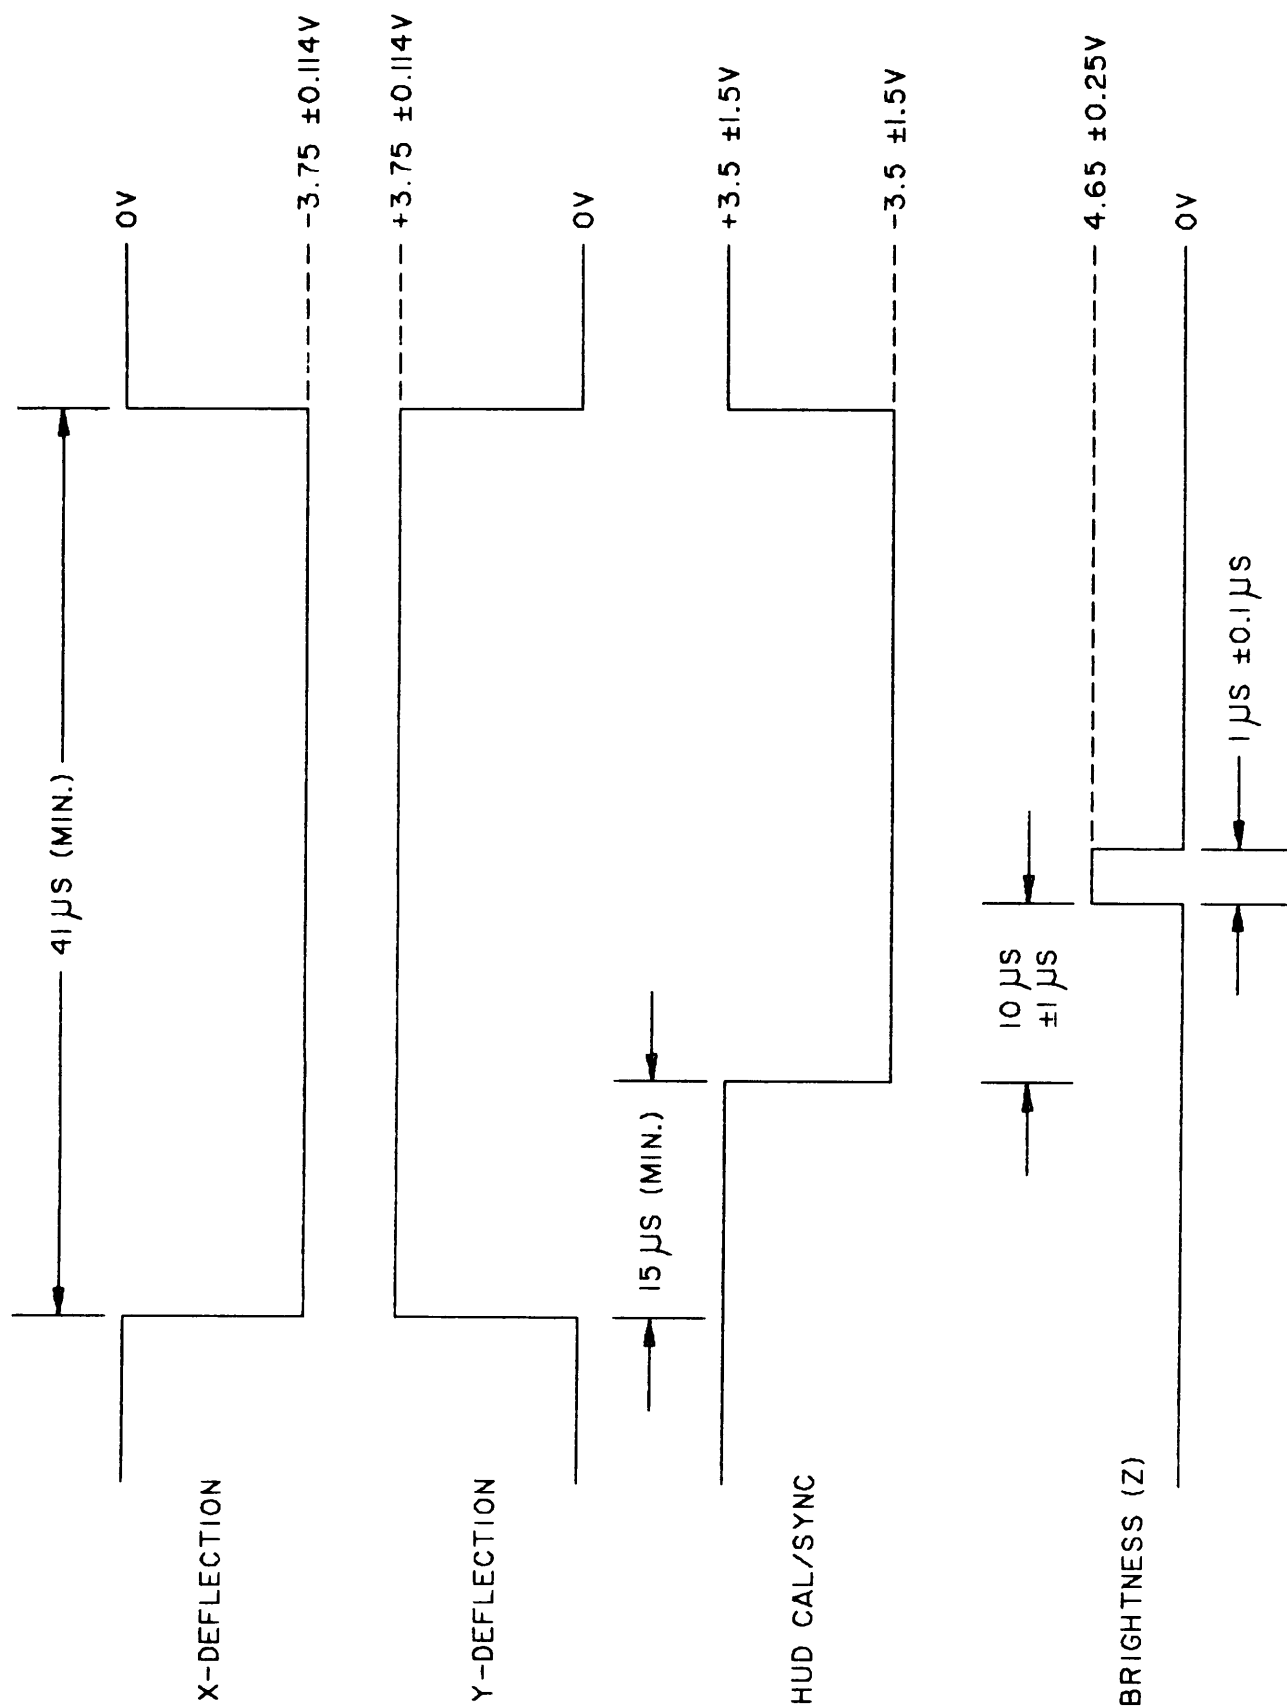 41 µS (MIN.)
X-DEFLECTION
0V
-3.75 ±0.114V
Y-DEFLECTION
+3.75 ±0.114V
0V
15 µS (MIN.)
HUD CAL/SYNC
+3.5 ±1.5V
-3.5 ±1.5V
10 µS
±1 µS
BRIGHTNESS (Z)
4.65 ±0.25V
0V
1 µS ±0.1 µS